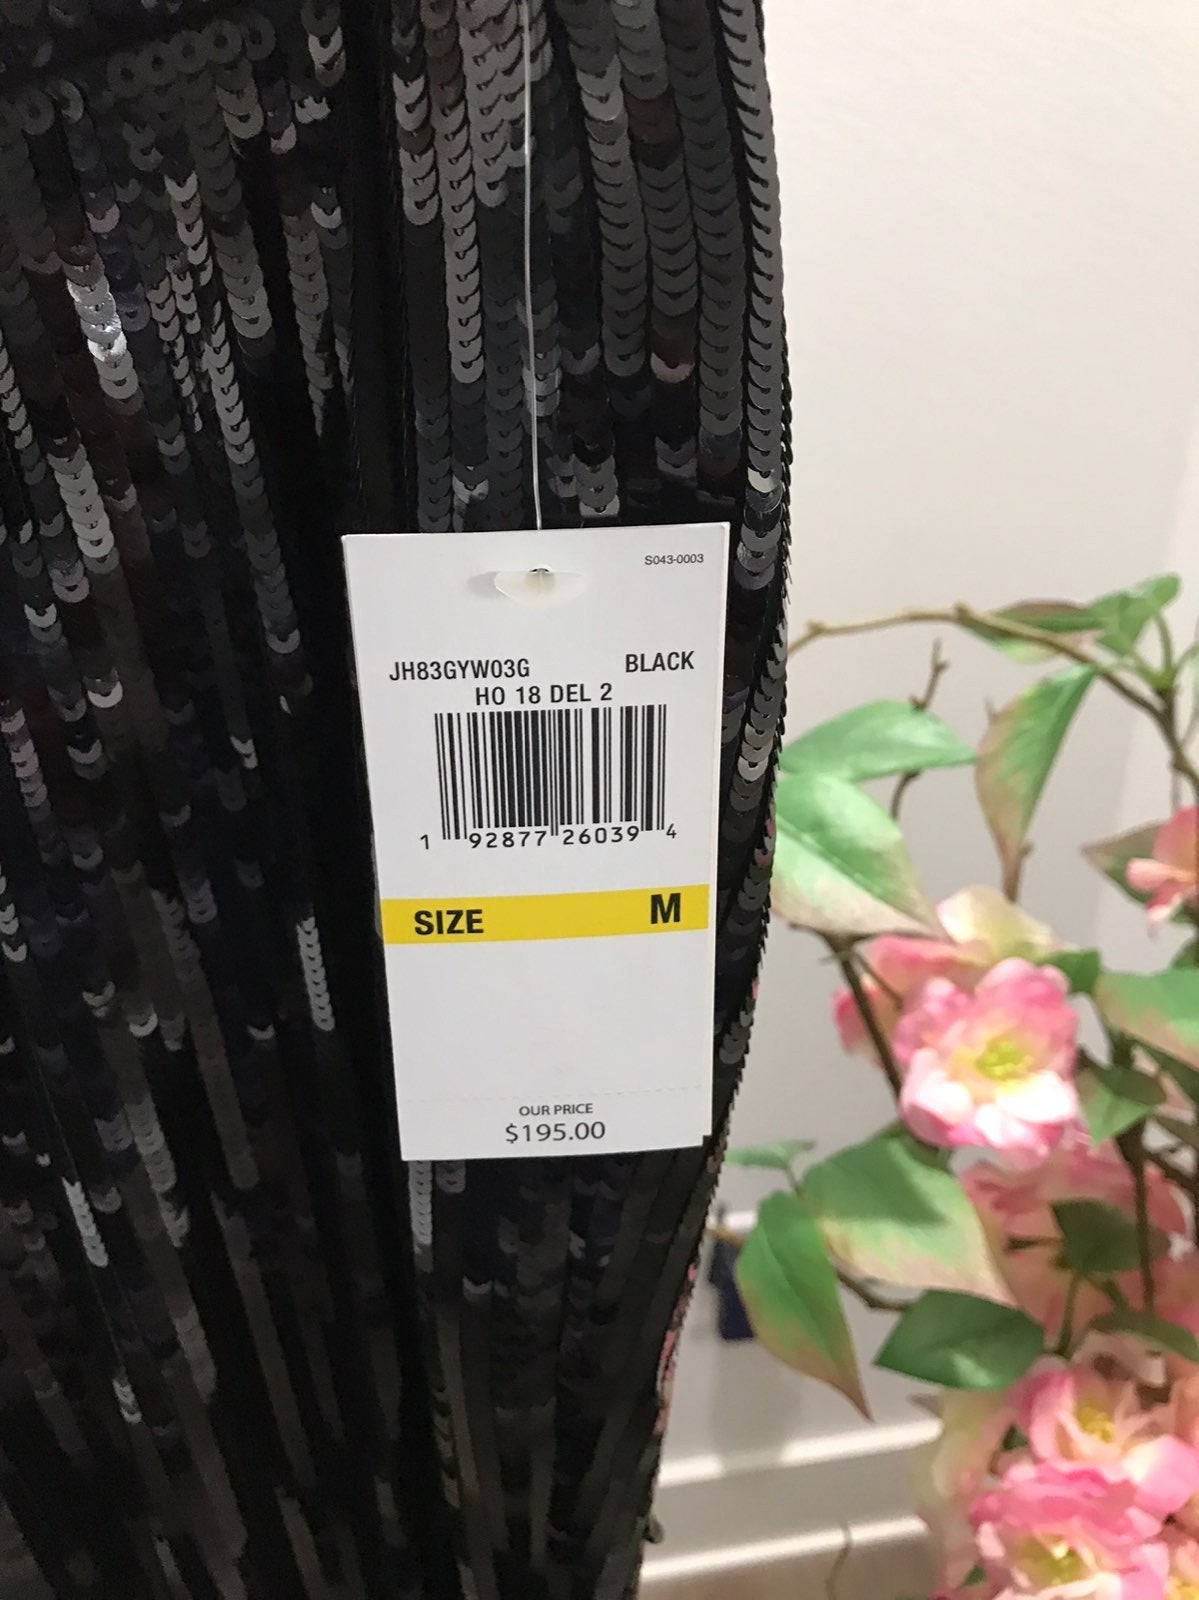 S043-0003
JH83GYW03G BLACK
HO 18 DEL 2
1 92877 26039 4
SIZE M
OUR PRICE
$195.00